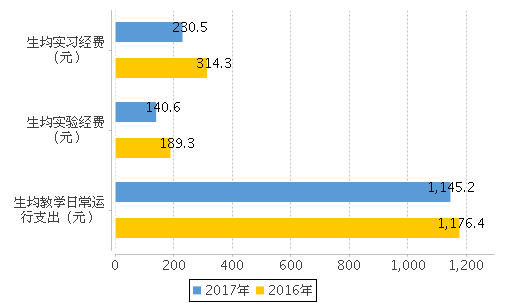 生均实习经费
（元）
230.5
314.3
生均实验经费
（元）
140.6
189.3
生均教学日常运
行支出（元）
1,145.2
1,176.4
0 200 400 600 800 1,000 1,200
2017年 2016年